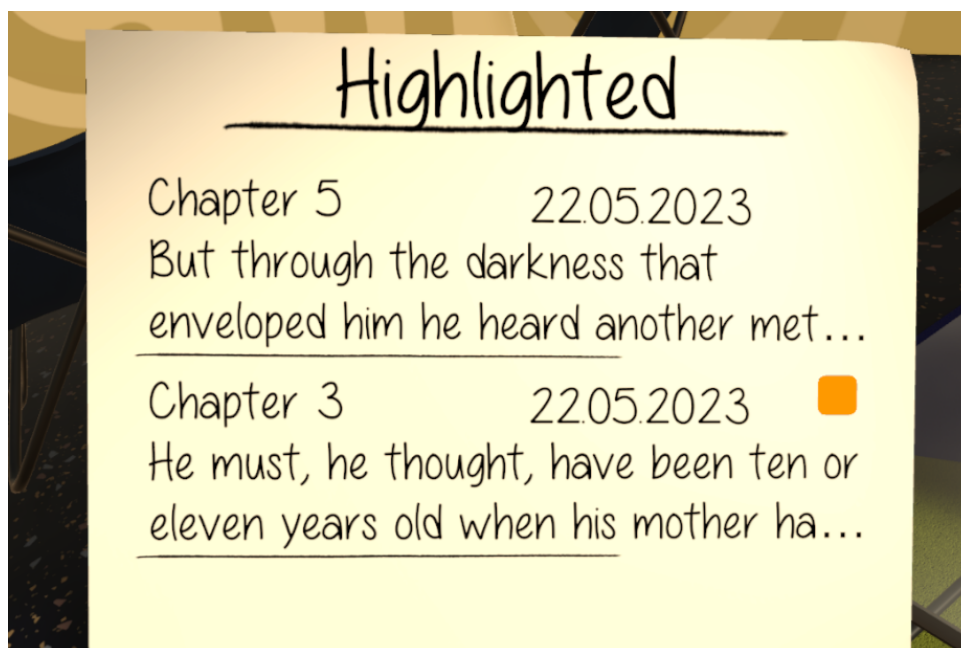 Highlighted
Chapter 5 22.05.2023
But through the darkness that
enveloped him he heard another met...
Chapter 3 22.05.2023
He must, he thought, have been ten or
eleven years old when his mother ha...